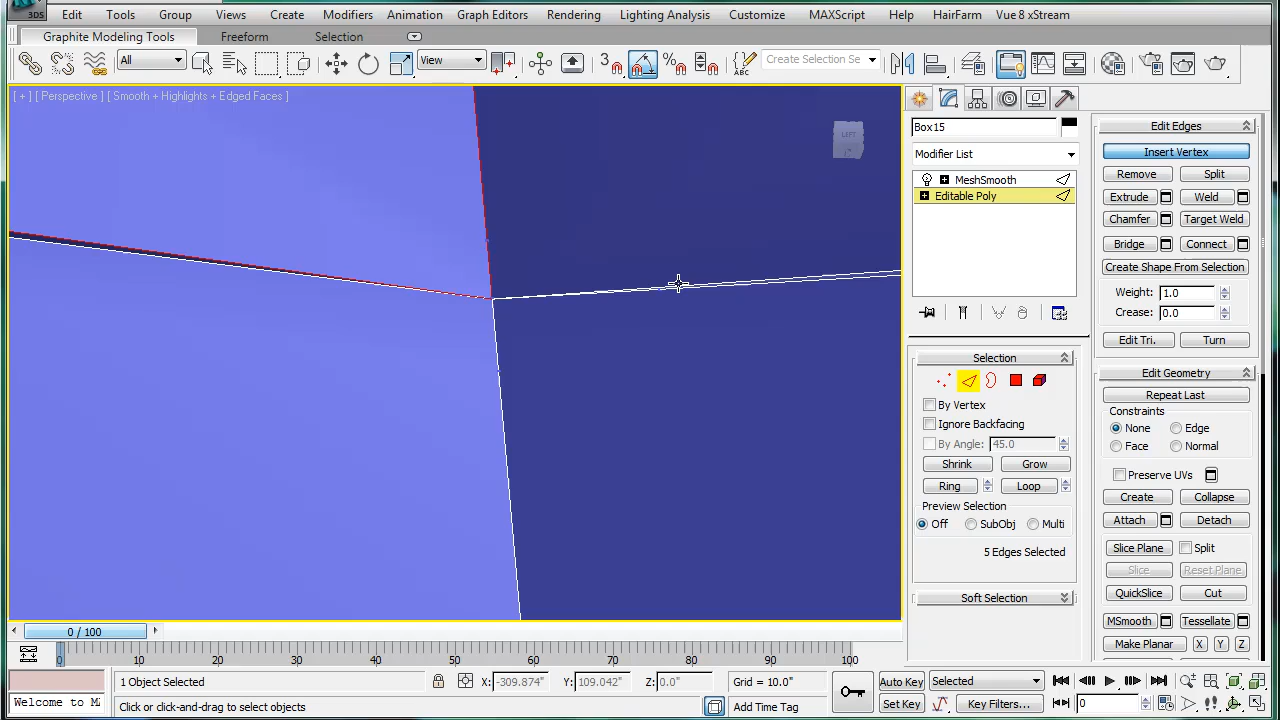 3DS
Edit Tools Group Views Create Modifiers Animation Graph Editors Rendering Lighting Analysis Customize MAXScript Help HairFarm Vue 8 xStream
Graphite Modeling Tools Freeform Selection
All View 3 ABC Create Selection Se
[ + ] [ Perspective ] [ Smooth + Highlights + Edged Faces ]
LEFT
Box15
Modifier List
MeshSmooth
Editable Poly
Selection
By Vertex
Ignore Backfacing
By Angle: 45.0
Shrink Grow
Ring Loop
Preview Selection
Off SubObj Multi
5 Edges Selected
Soft Selection
Edit Edges
Insert Vertex
Remove Split
Extrude Weld
Chamfer Target Weld
Bridge Connect
Create Shape From Selection
Weight: 1.0
Crease: 0.0
Edit Tri. Turn
Edit Geometry
Repeat Last
Constraints
None Edge
Face Normal
Preserve UVs
Create Collapse
Attach Detach
Slice Plane Split
Slice Reset Plane
QuickSlice Cut
MSmooth Tessellate
Make Planar X Y Z
0 / 100
0 10 20 30 40 50 60 70 80 90 100
1 Object Selected X: -309.874" Y: 109.042" Z: 0.0" Grid = 10.0" Auto Key Selected
Welcome to M Click or click-and-drag to select objects Add Time Tag Set Key Key Filters... 0